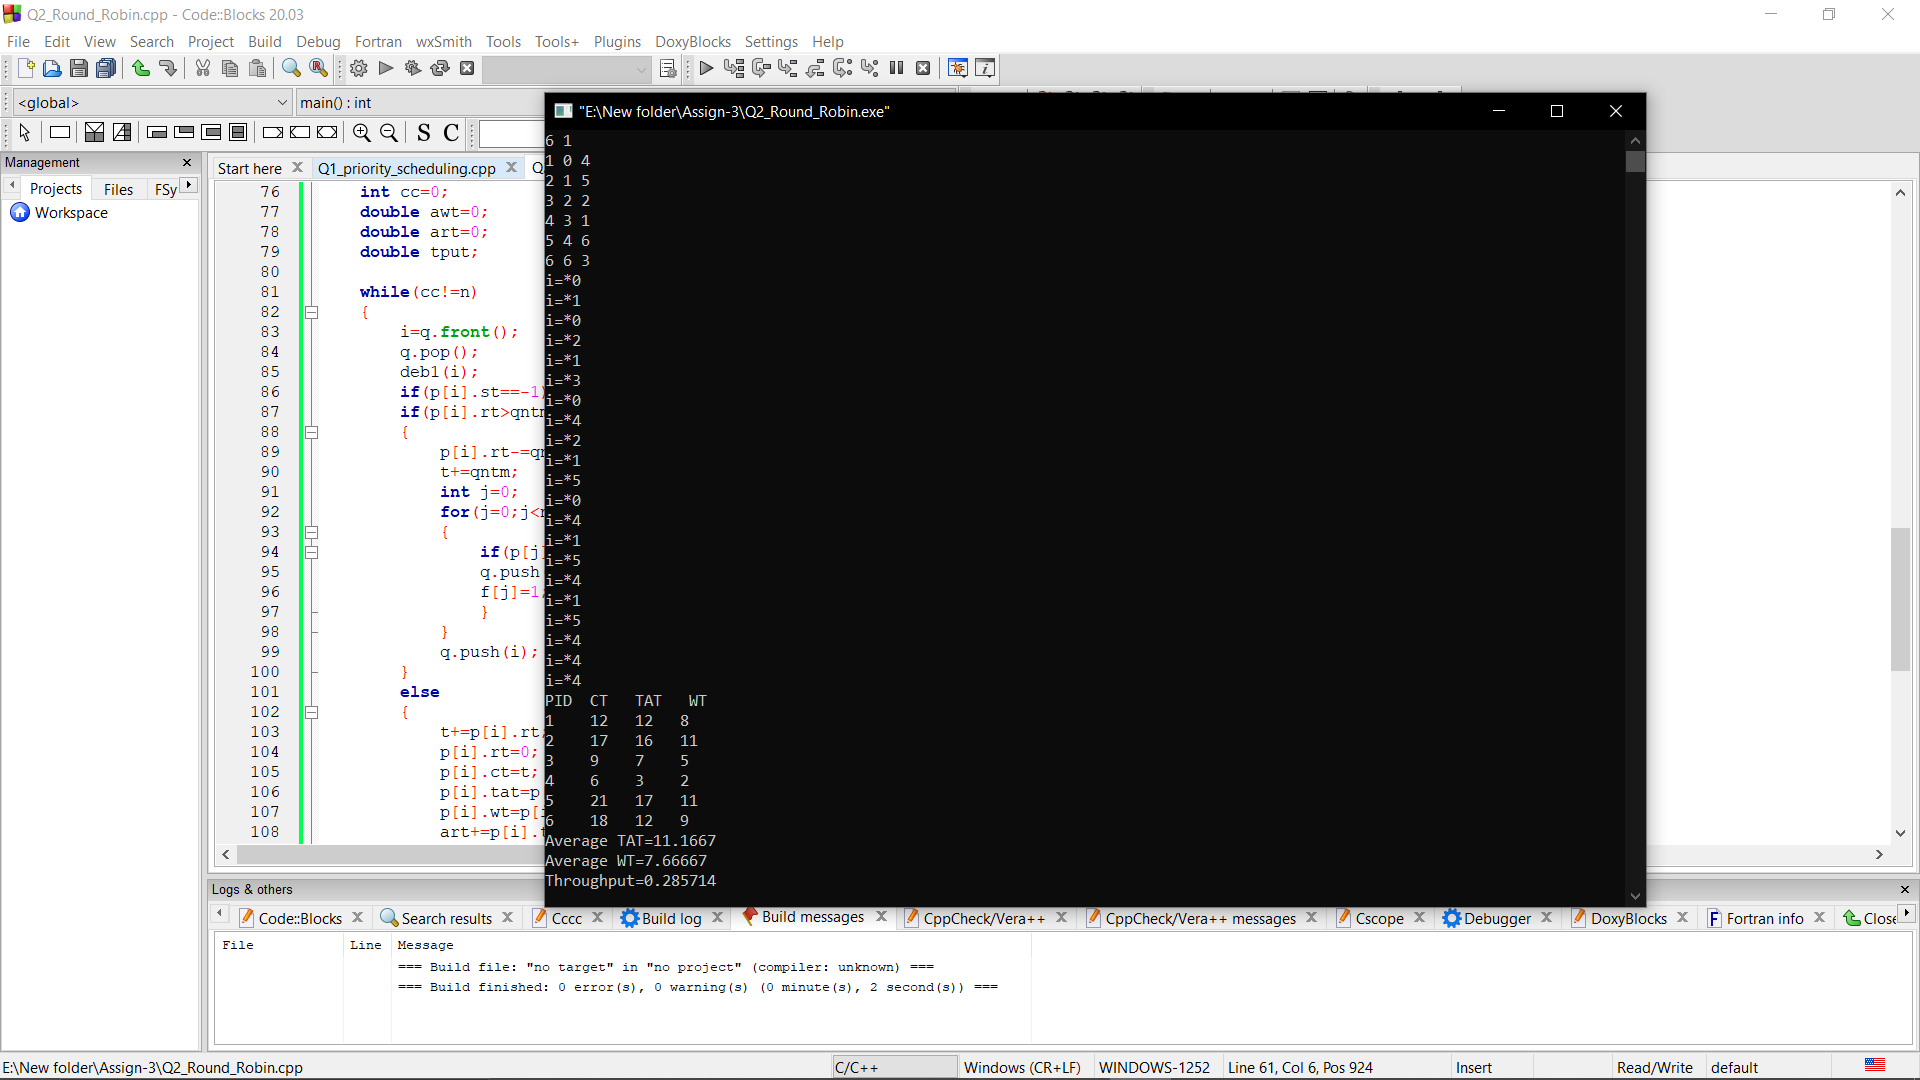 Q2_Round_Robin.cpp - Code::Blocks 20.03
File Edit View Search Project Build Debug Fortran wxSmith Tools Tools+ Plugins DoxyBlocks Settings Help
<global> main() : int
S C
Management
Projects Files FSy
Workspace
Start here Q1_priority_scheduling.cpp Q
76 int cc=0;
77 double awt=0;
78 double art=0;
79 double tput;
80
81 while(cc!=n)
82 {
83 i=q.front();
84 q.pop();
85 deb1(i);
86 if(p[i].st==-1)
87 if(p[i].rt>qntm
88 {
89 p[i].rt-=qn
90 t+=qntm;
91 int j=0;
92 for(j=0;j<n
93 {
94 if(p[j]
95 q.push
96 f[j]=1;
97 }
98 }
99 q.push(i);
100 }
101 else
102 {
103 t+=p[i].rt;
104 p[i].rt=0;
105 p[i].ct=t;
106 p[i].tat=p
107 p[i].wt=p[i
108 art+=p[i].t
"E:\New folder\Assign-3\Q2_Round_Robin.exe"
6 1
1 0 4
2 1 5
3 2 2
4 3 1
5 4 6
6 6 3
i=*0
i=*1
i=*0
i=*2
i=*1
i=*3
i=*0
i=*4
i=*2
i=*1
i=*5
i=*0
i=*4
i=*1
i=*5
i=*4
i=*1
i=*5
i=*4
i=*4
i=*4
PID CT TAT WT
1 12 12 8
2 17 16 11
3 9 7 5
4 6 3 2
5 21 17 11
6 18 12 9
Average TAT=11.1667
Average WT=7.66667
Throughput=0.285714
Logs & others
Code::Blocks Search results Cccc Build log Build messages CppCheck/Vera++ CppCheck/Vera++ messages Cscope Debugger DoxyBlocks Fortran info Close
File Line Message
=== Build file: "no target" in "no project" (compiler: unknown) ===
=== Build finished: 0 error(s), 0 warning(s) (0 minute(s), 2 second(s)) ===
E:\New folder\Assign-3\Q2_Round_Robin.cpp C/C++ Windows (CR+LF) WINDOWS-1252 Line 61, Col 6, Pos 924 Insert Read/Write default